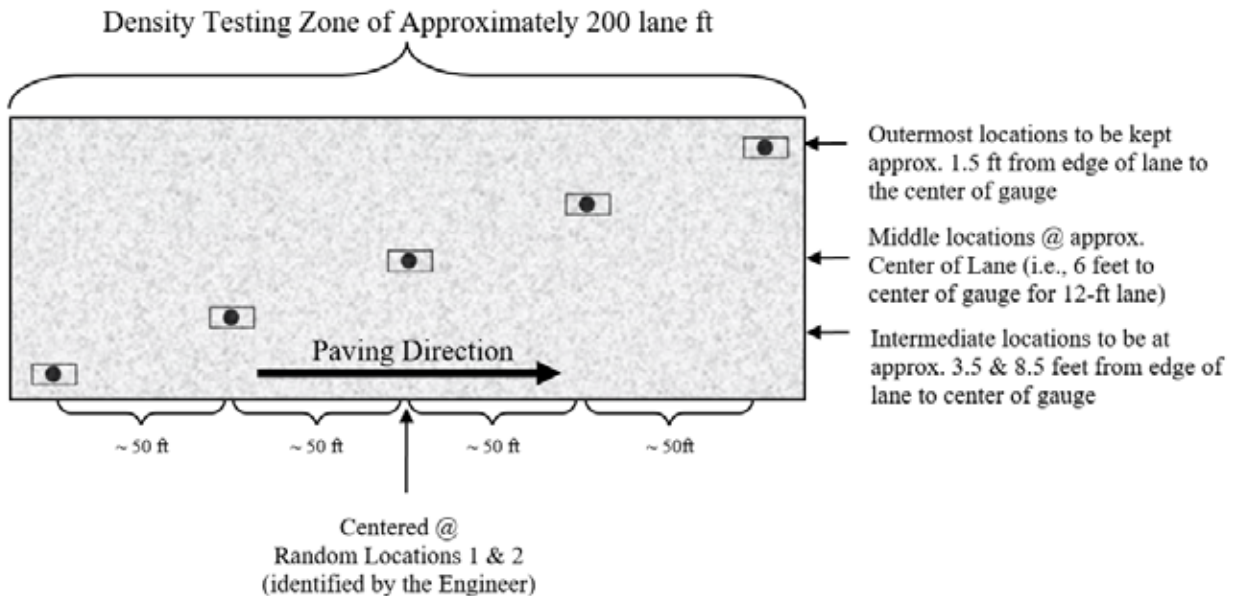 Density Testing Zone of Approximately 200 lane ft
Outermost locations to be kept
approx. 1.5 ft from edge of lane to
the center of gauge
Middle locations @ approx.
Center of Lane (i.e., 6 feet to
center of gauge for 12-ft lane)
Intermediate locations to be at
approx. 3.5 & 8.5 feet from edge of
lane to center of gauge
Paving Direction
~ 50 ft
~ 50 ft
~ 50 ft
~ 50ft
Centered @
Random Locations 1 & 2
(identified by the Engineer)